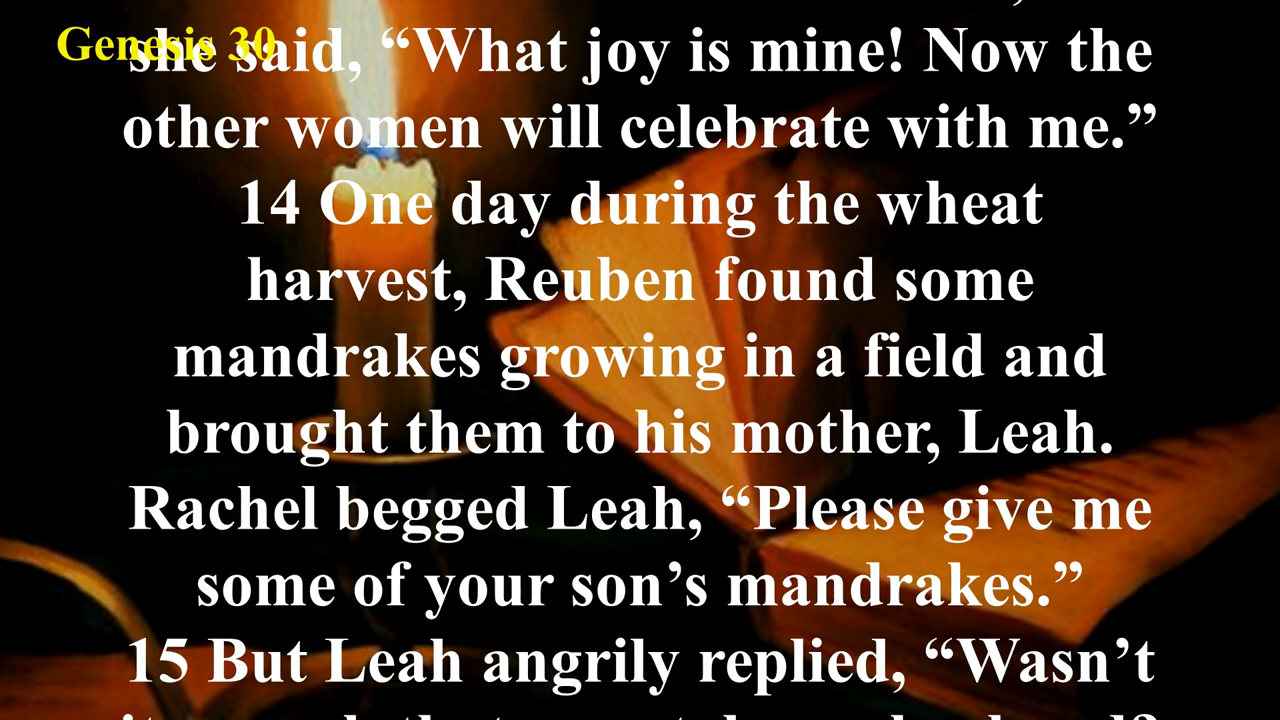 Genesis 30
she said, “What joy is mine! Now the
other women will celebrate with me.”
14 One day during the wheat
harvest, Reuben found some
mandrakes growing in a field and
brought them to his mother, Leah.
Rachel begged Leah, “Please give me
some of your son’s mandrakes.”
15 But Leah angrily replied, “Wasn’t